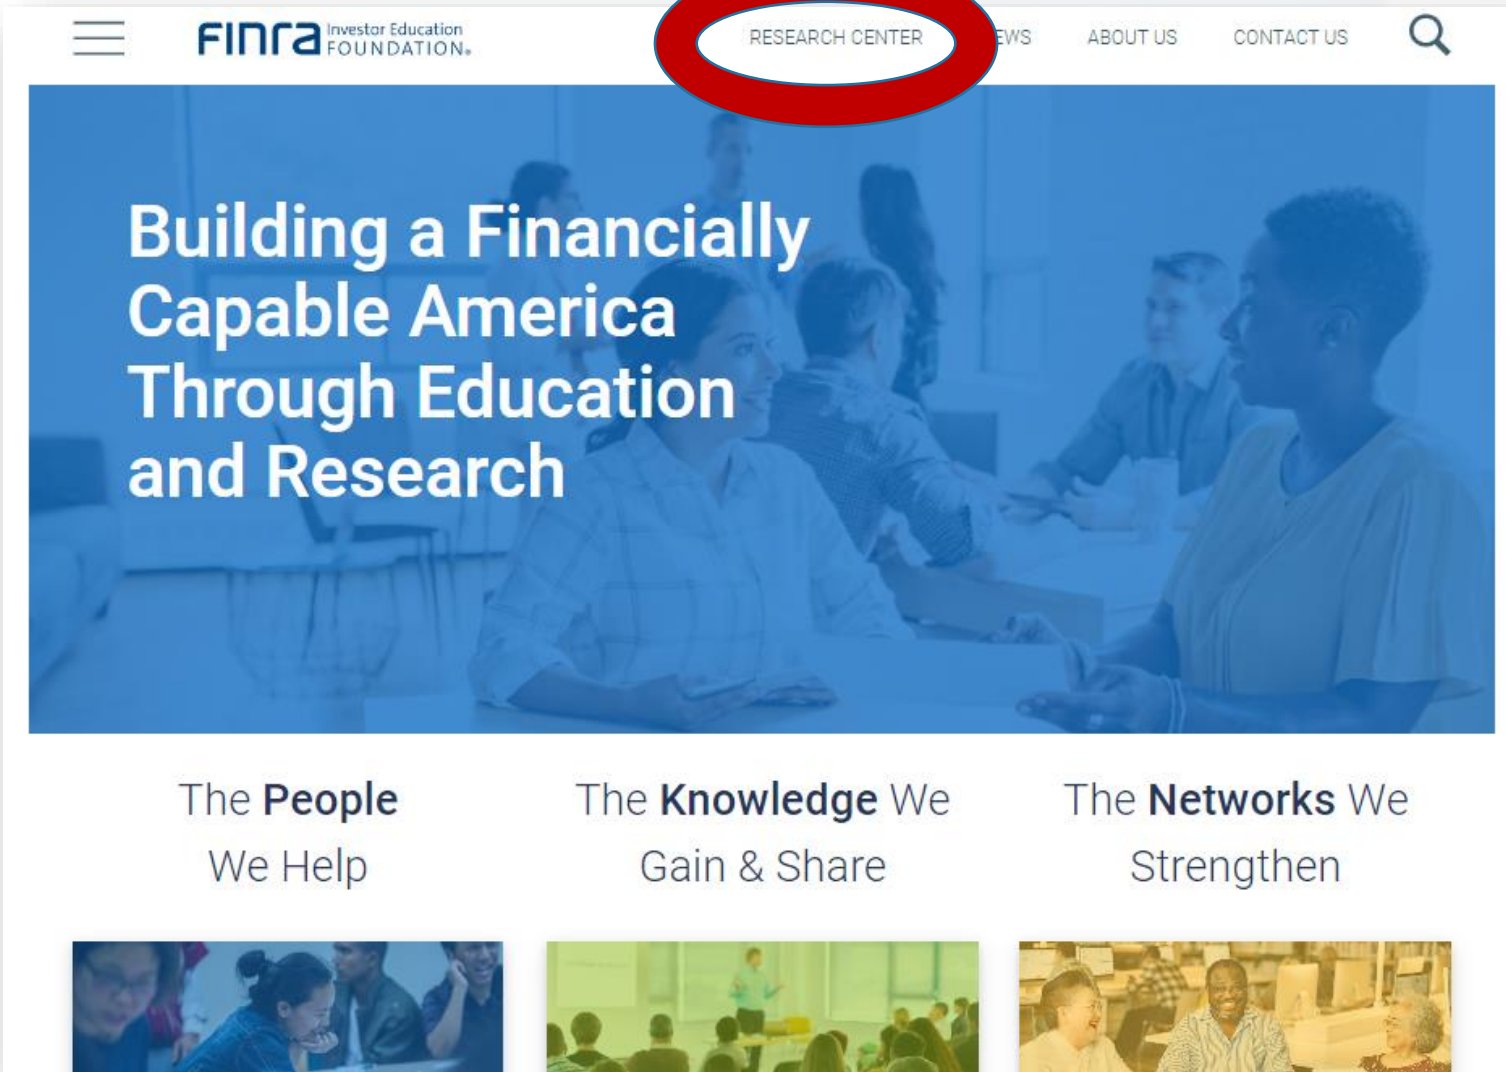 FINRA Investor Education
FOUNDATION®
RESEARCH CENTER
ABOUT US
CONTACT US
Building a Financially
Capable America
Through Education
and Research
The People
We Help
The Knowledge We
Gain & Share
The Networks We
Strengthen